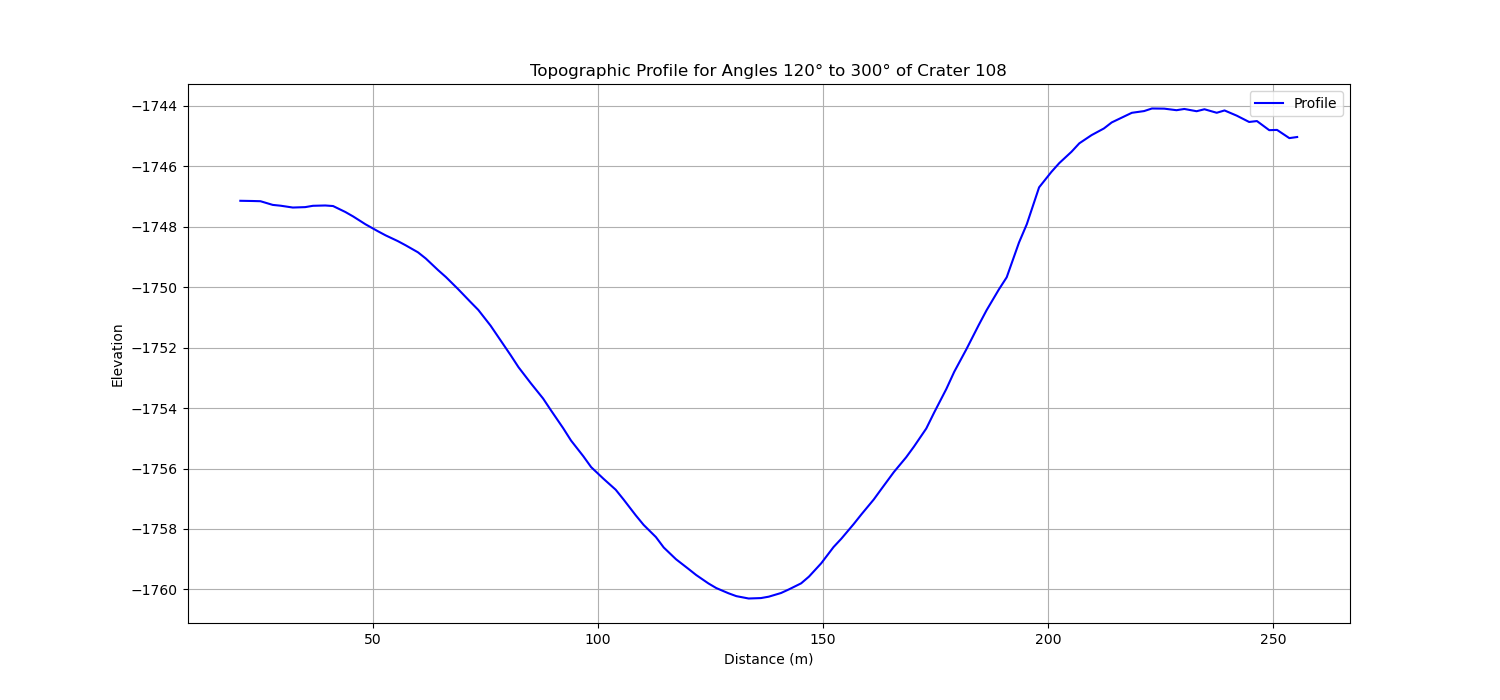 Topographic Profile for Angles 120° to 300° of Crater 108
Profile
−1744
−1746
−1748
−1750
−1752
−1754
−1756
−1758
−1760
Elevation
50 100 150 200 250
Distance (m)